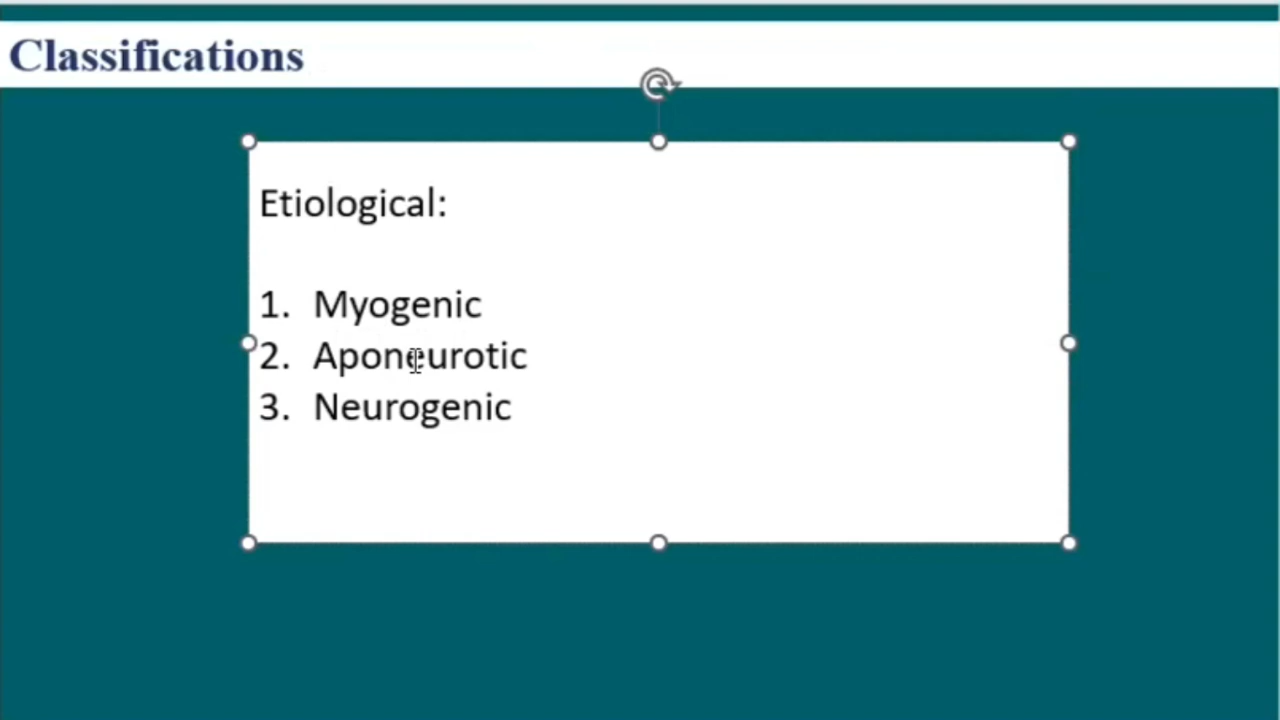 Classifications
Etiological:
1. Myogenic
2. Aponeurotic
3. Neurogenic